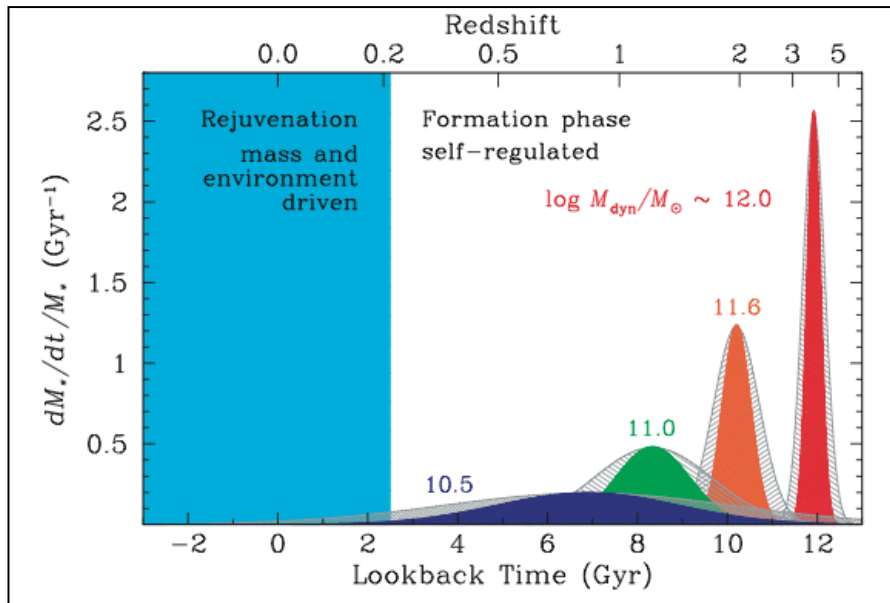 Redshift
0.0 0.2 0.5 1 2 3 5
Rejuvenation
mass and
environment
driven
Formation phase
self-regulated
log M_dyn/M_⊙ ~ 12.0
11.6
11.0
10.5
2.5
2
1.5
1
0.5
dM_*/dt/M_* (Gyr⁻¹)
−2 0 2 4 6 8 10 12
Lookback Time (Gyr)